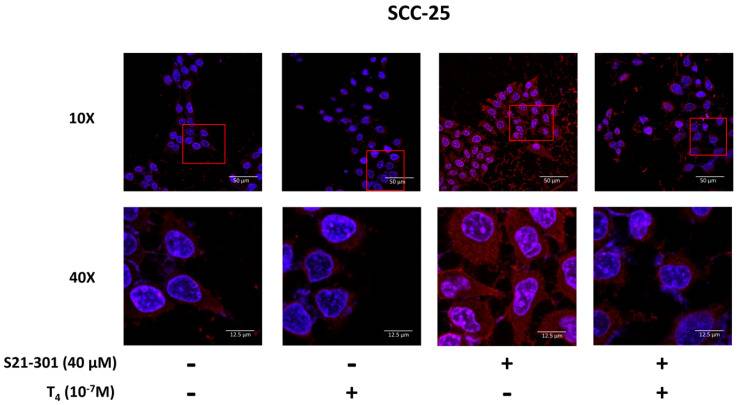 SCC-25
10X
50 µm
50 µm
50 µm
50 µm
40X
12.5 µm
12.5 µm
12.5 µm
12.5 µm
S21-301 (40 µM) - - + +
T₄ (10⁻⁷M) - + - +